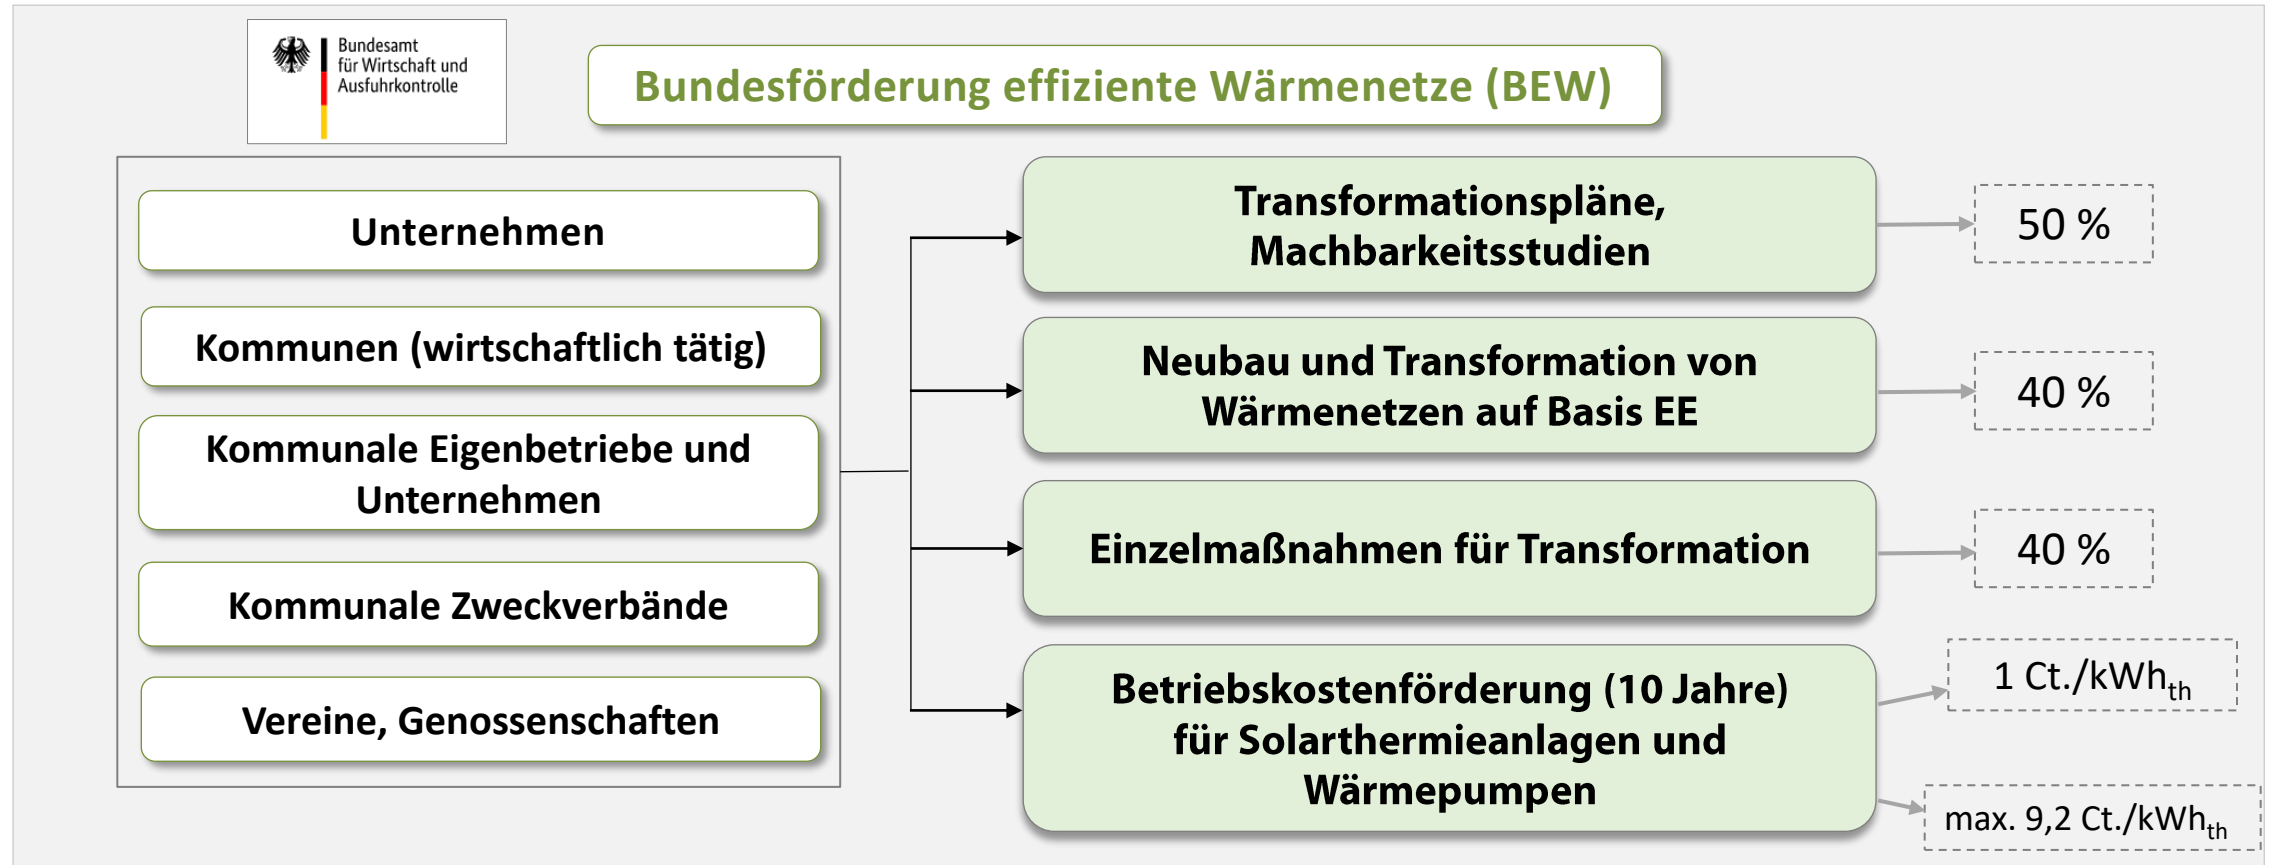 Bundesamt
für Wirtschaft und
Ausfuhrkontrolle
Bundesförderung effiziente Wärmenetze (BEW)
Unternehmen
Kommunen (wirtschaftlich tätig)
Kommunale Eigenbetriebe und
Unternehmen
Kommunale Zweckverbände
Vereine, Genossenschaften
Transformationspläne,
Machbarkeitsstudien
50 %
Neubau und Transformation von
Wärmenetzen auf Basis EE
40 %
Einzelmaßnahmen für Transformation
40 %
Betriebskostenförderung (10 Jahre)
für Solarthermieanlagen und
Wärmepumpen
1 Ct./kWhth
max. 9,2 Ct./kWhth